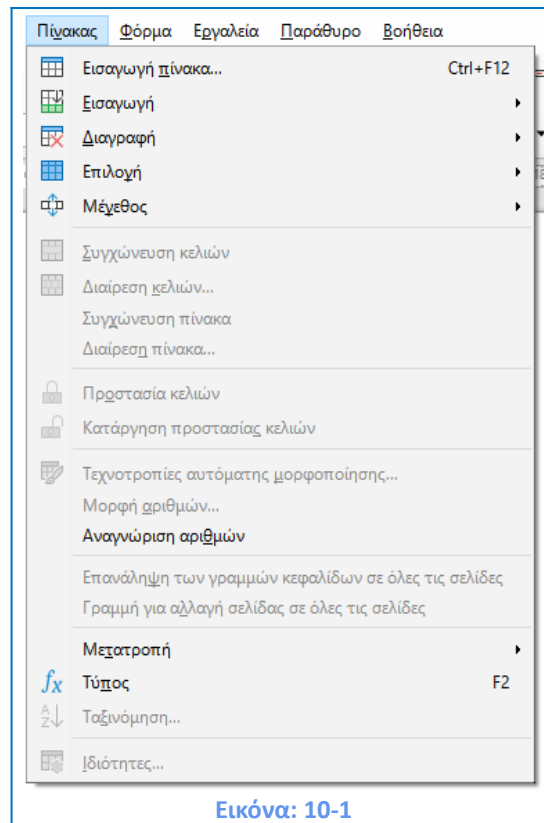 Πίνακας Φόρμα Εργαλεία Παράθυρο Βοήθεια
Εισαγωγή πίνακα... Ctrl+F12
Εισαγωγή
Διαγραφή
Επιλογή
Μέγεθος
Συγχώνευση κελιών
Διαίρεση κελιών...
Συγχώνευση πίνακα
Διαίρεση πίνακα...
Προστασία κελιών
Κατάργηση προστασίας κελιών
Τεχνοτροπίες αυτόματης μορφοποίησης...
Μορφή αριθμών...
Αναγνώριση αριθμών
Επανάληψη των γραμμών κεφαλίδων σε όλες τις σελίδες
Γραμμή για αλλαγή σελίδας σε όλες τις σελίδες
Μετατροπή
fx Τύπος F2
Ταξινόμηση...
Ιδιότητες...
Εικόνα: 10-1